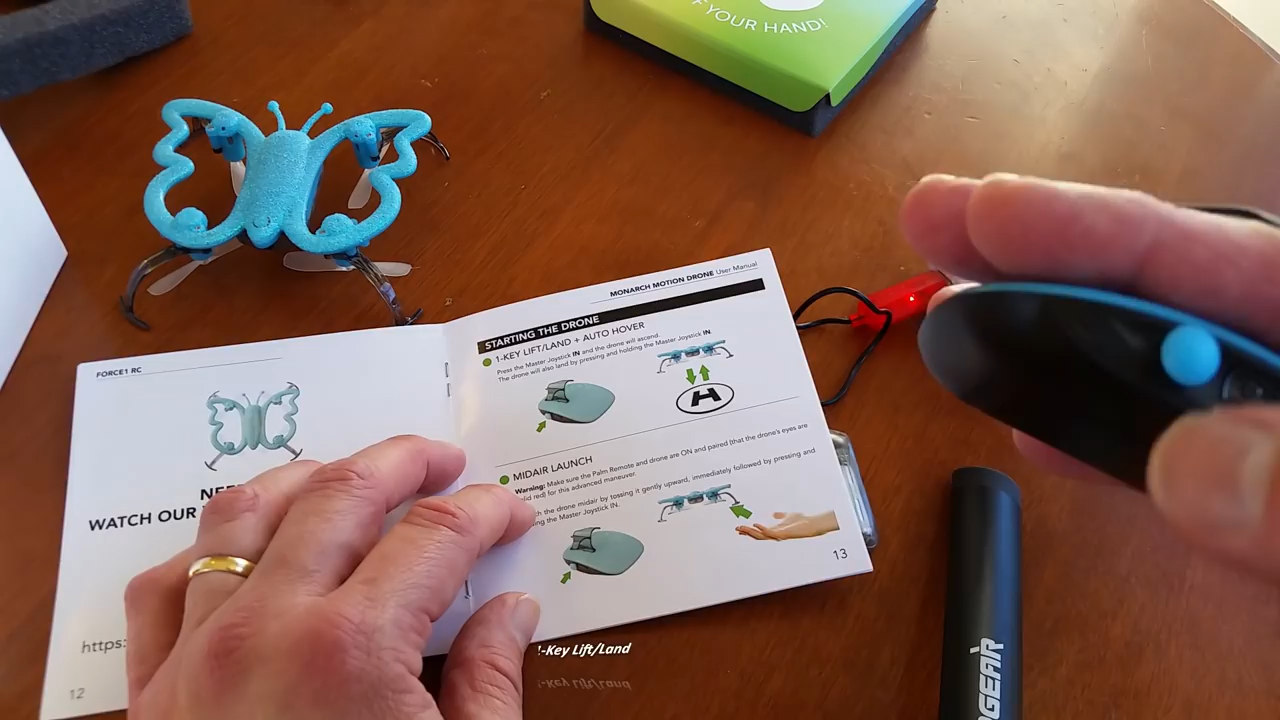 F YOUR HAND!
FORCE1 RC
WATCH OUR
https:
12
MONARCH MOTION DRONE User Manual
STARTING THE DRONE
1-KEY LIFT/LAND + AUTO HOVER
Press the Master Joystick IN and the drone will ascend.
The drone will also land by pressing and holding the Master Joystick IN.
H
MIDAIR LAUNCH
Warning: Make sure the Palm Remote and drone are ON and paired (that the drone's eyes are
red) for this advanced maneuver.
the drone midair by tossing it gently upward, immediately followed by pressing and
the Master Joystick IN.
13
!-Key Lift/Land
GEAR